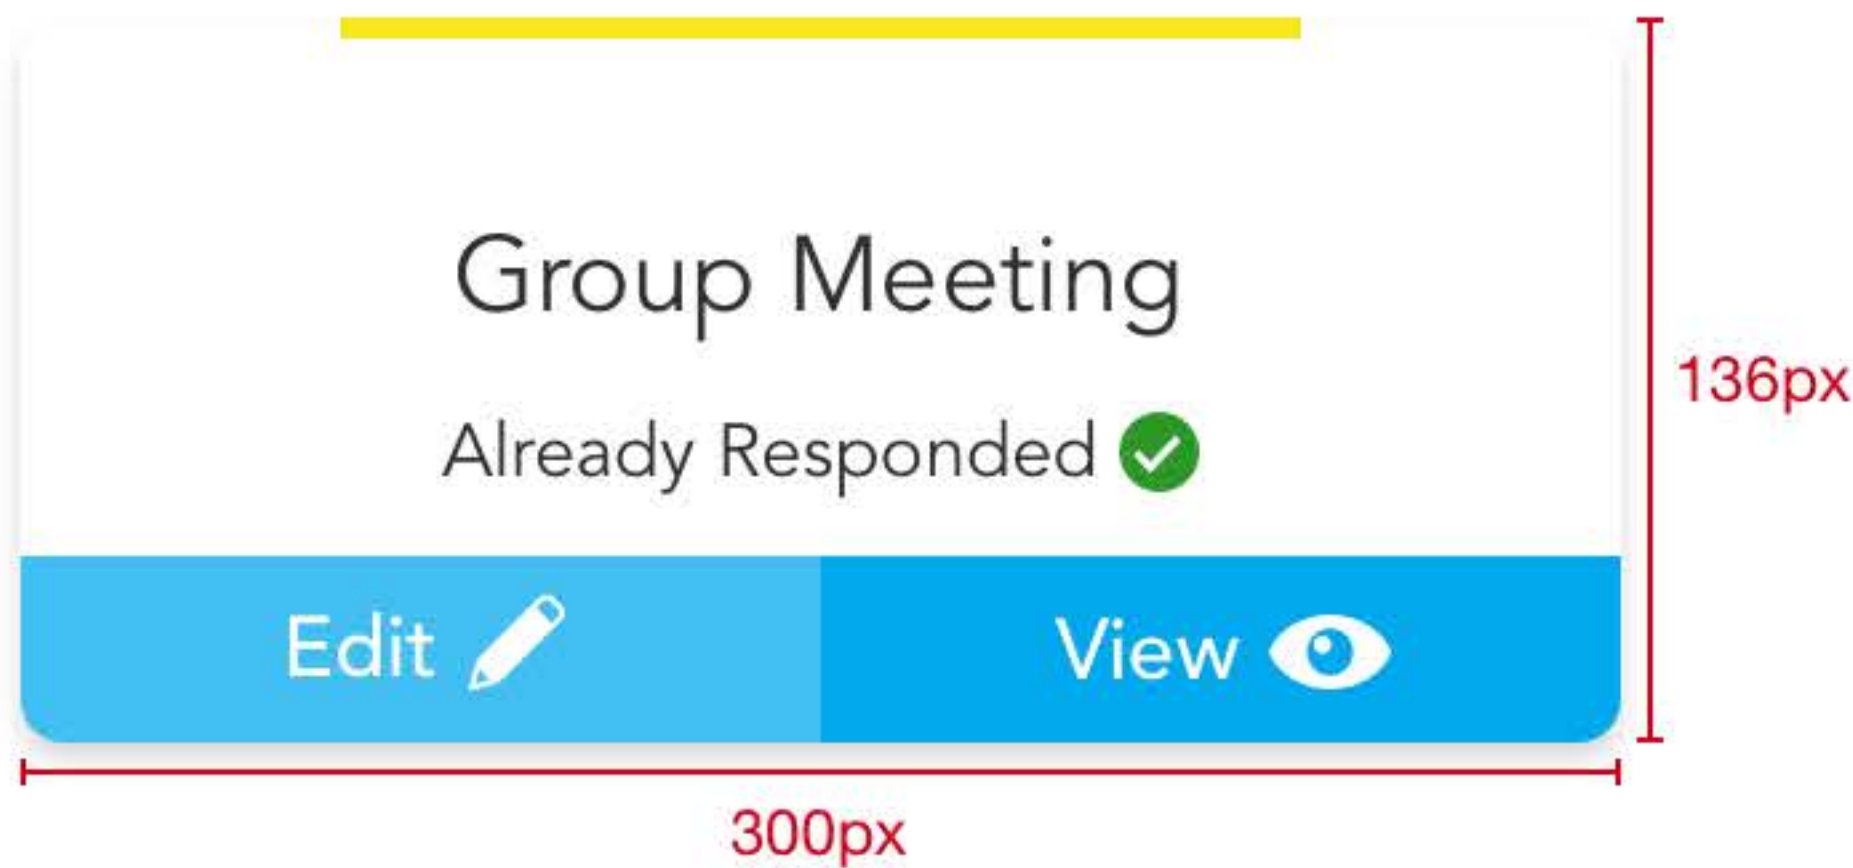 Group Meeting
136px
Already Responded
Edit
View
300px